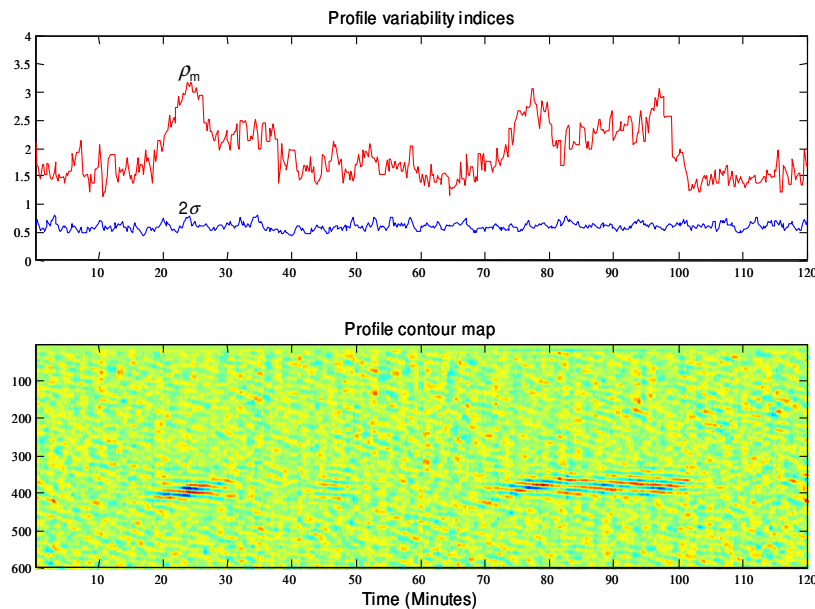 Profile variability indices
4
3.5
3
2.5
2
1.5
1
0.5
0
ρm
2σ
10 20 30 40 50 60 70 80 90 100 110 120
Profile contour map
100
200
300
400
500
600
10 20 30 40 50 60 70 80 90 100 110 120
Time (Minutes)